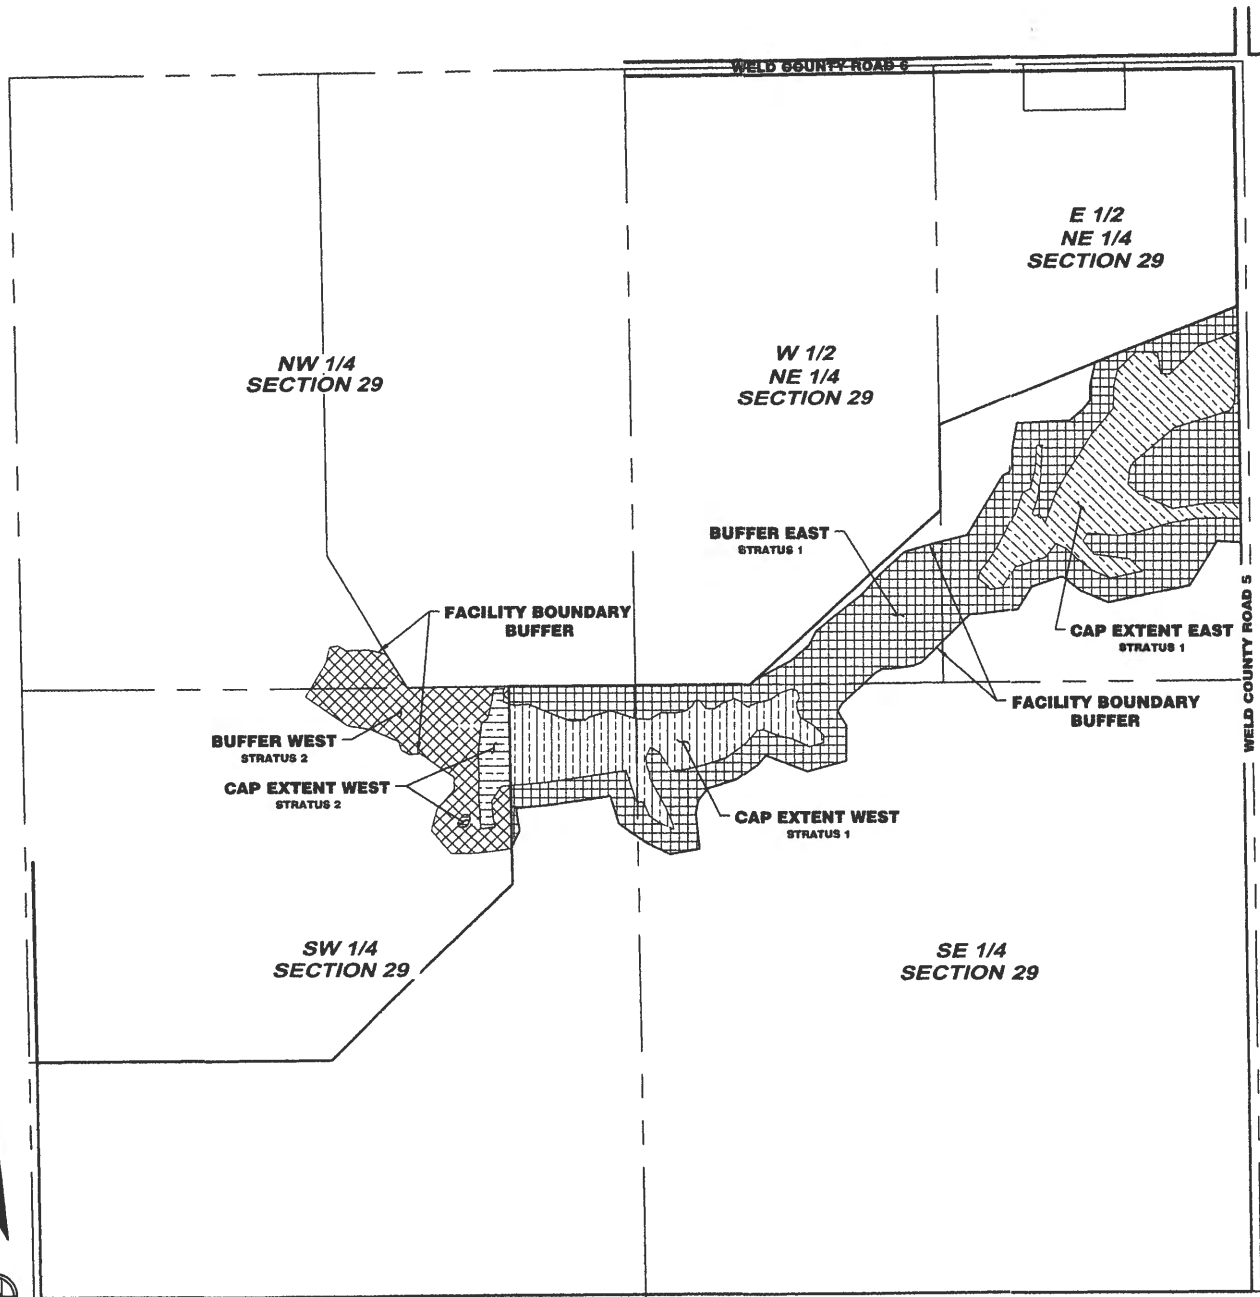 WELD COUNTY ROAD 6
E 1/2
NE 1/4
SECTION 29
NW 1/4
SECTION 29
W 1/2
NE 1/4
SECTION 29
BUFFER EAST
STRATUS 1
FACILITY BOUNDARY
BUFFER
CAP EXTENT EAST
STRATUS 1
WELD COUNTY ROAD 5
FACILITY BOUNDARY
BUFFER
BUFFER WEST
STRATUS 2
CAP EXTENT WEST
STRATUS 2
CAP EXTENT WEST
STRATUS 1
SW 1/4
SECTION 29
SE 1/4
SECTION 29